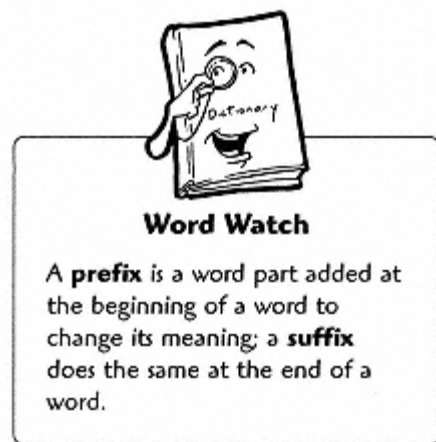 Dictionary
Word Watch
A prefix is a word part added at
the beginning of a word to
change its meaning; a suffix
does the same at the end of a
word.